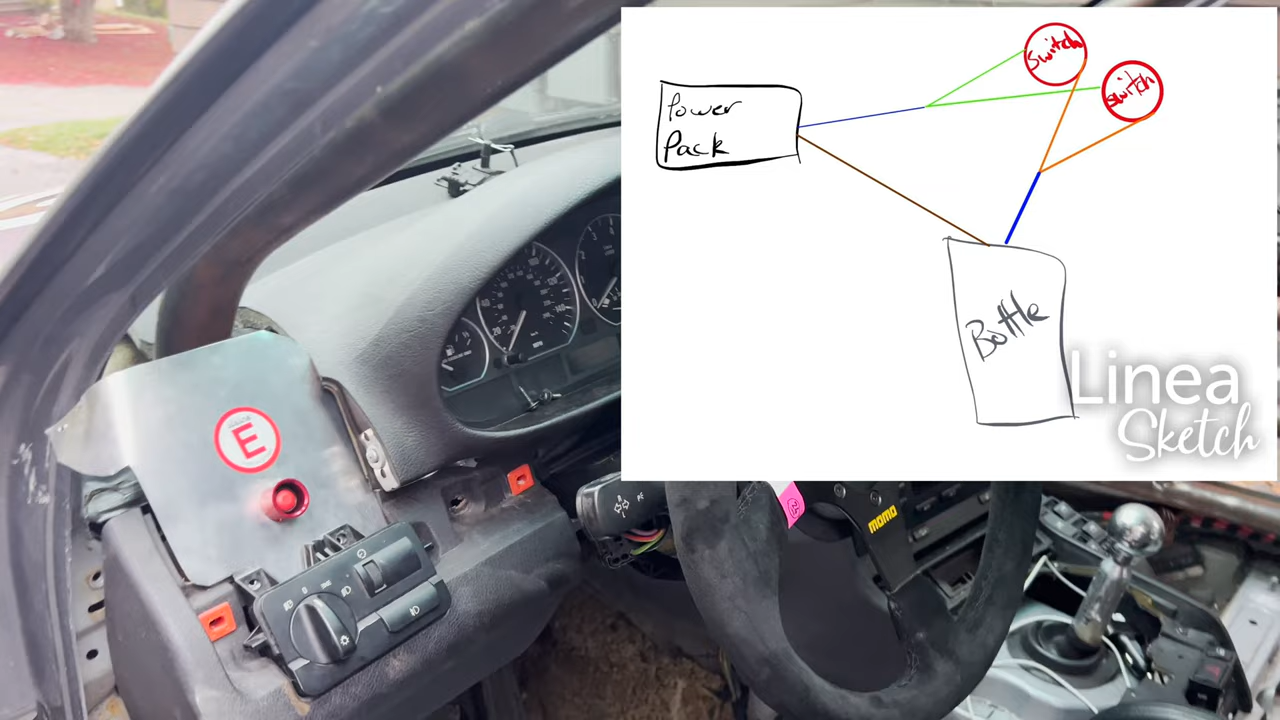 Switch
switch
Power
Pack
Bottle
Linea
Sketch
E
momo